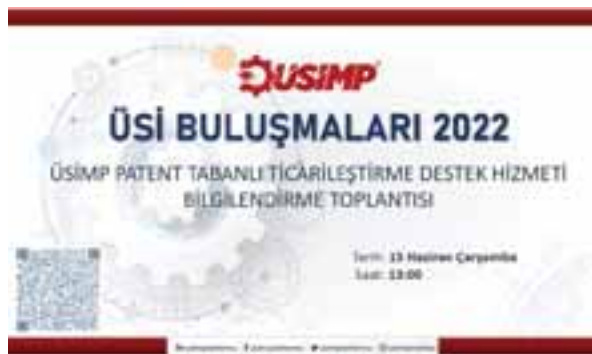 ÜSİMP
ÜSİ BULUŞMALARI 2022
ÜSİMP PATENT TABANLI TİCARİLEŞTİRME DESTEK HİZMETİ
BİLGİLENDİRME TOPLANTISI
Tarih: 15 Haziran Çarşamba
Saat: 13:00